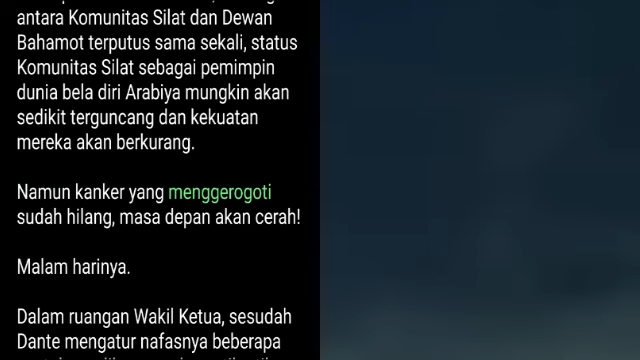 antara Komunitas Silat dan Dewan
Bahamot terputus sama sekali, status
Komunitas Silat sebagai pemimpin
dunia bela diri Arabiya mungkin akan
sedikit terguncang dan kekuatan
mereka akan berkurang.
Namun kanker yang menggerogoti
sudah hilang, masa depan akan cerah!
Malam harinya.
Dalam ruangan Wakil Ketua, sesudah
Dante mengatur nafasnya beberapa